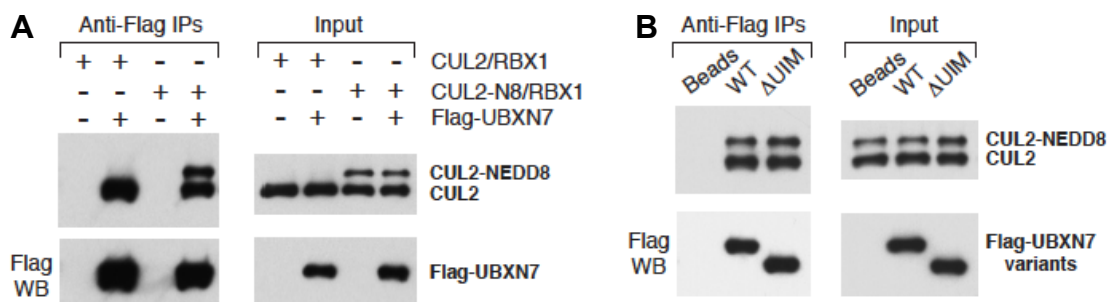 A
Anti-Flag IPs
Input
+ + - - + + - - CUL2/RBX1
- - + + - - + + CUL2-N8/RBX1
- + - + - + - + Flag-UBXN7
CUL2-NEDD8
CUL2
Flag
WB
Flag-UBXN7
B
Anti-Flag IPs
Input
Beads WT ΔUIM Beads WT ΔUIM
CUL2-NEDD8
CUL2
Flag
WB
Flag-UBXN7
variants